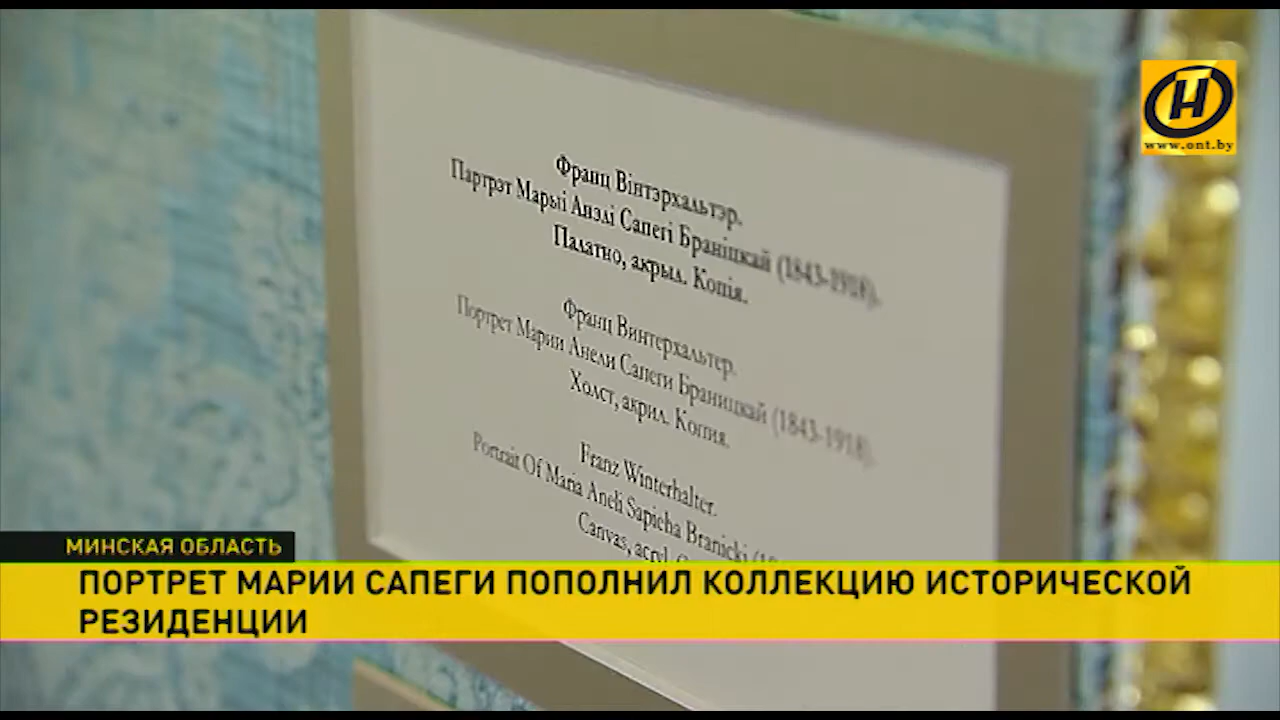 ОНТ
www.ont.by
Франц Вінтэрхальтэр.
Партрэт Марыі Анэлі Сапегі Браніцкай (1843-1918).
Палатно, акрыл. Копія.
Франц Винтерхальтер.
Портрет Марии Анели Сапеги Браницкай (1843-1918).
Холст, акрил. Копия.
Franz Winterhalter.
Portrait Of Maria Aneli Sapieha Branicki
Canvas, acryl.
МИНСКАЯ ОБЛАСТЬ
ПОРТРЕТ МАРИИ САПЕГИ ПОПОЛНИЛ КОЛЛЕКЦИЮ ИСТОРИЧЕСКОЙ
РЕЗИДЕНЦИИ